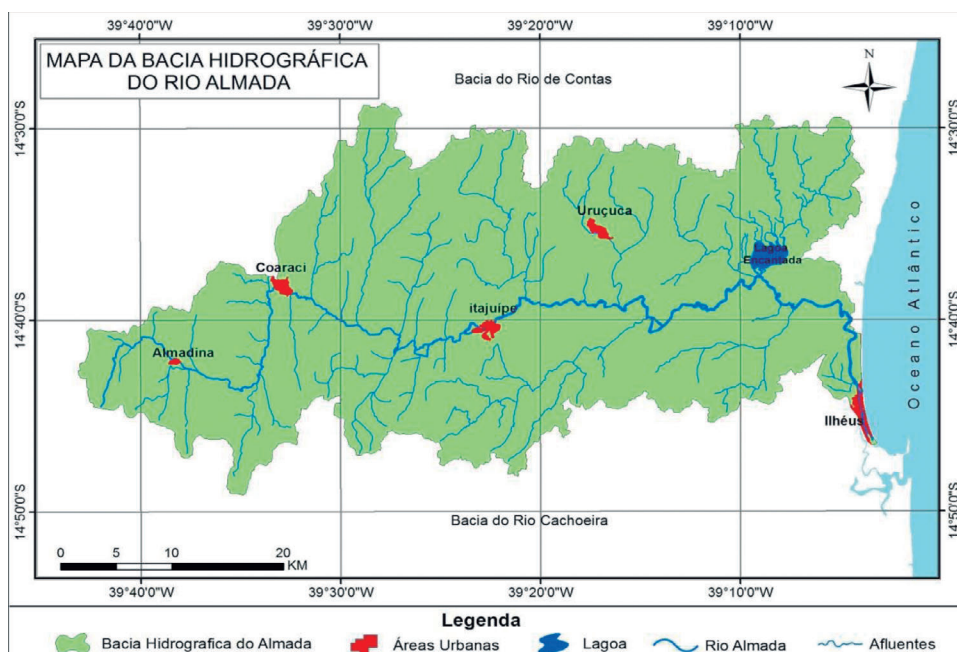 39°40'0"W 39°30'0"W 39°20'0"W 39°10'0"W
MAPA DA BACIA HIDROGRÁFICA
DO RIO ALMADA
Bacia do Rio de Contas
N
14°30'0"S 14°30'0"S
Uruçuca
Lagoa
Encantada
Coaraci
Oceano Atlântico
itajuipe
14°40'0"S 14°40'0"S
Almadina
Ilhéus
14°50'0"S 14°50'0"S
Bacia do Rio Cachoeira
0 5 10 20
KM
39°40'0"W 39°30'0"W 39°20'0"W 39°10'0"W
Legenda
Bacia Hidrografica do Almada Áreas Urbanas Lagoa Rio Almada Afluentes